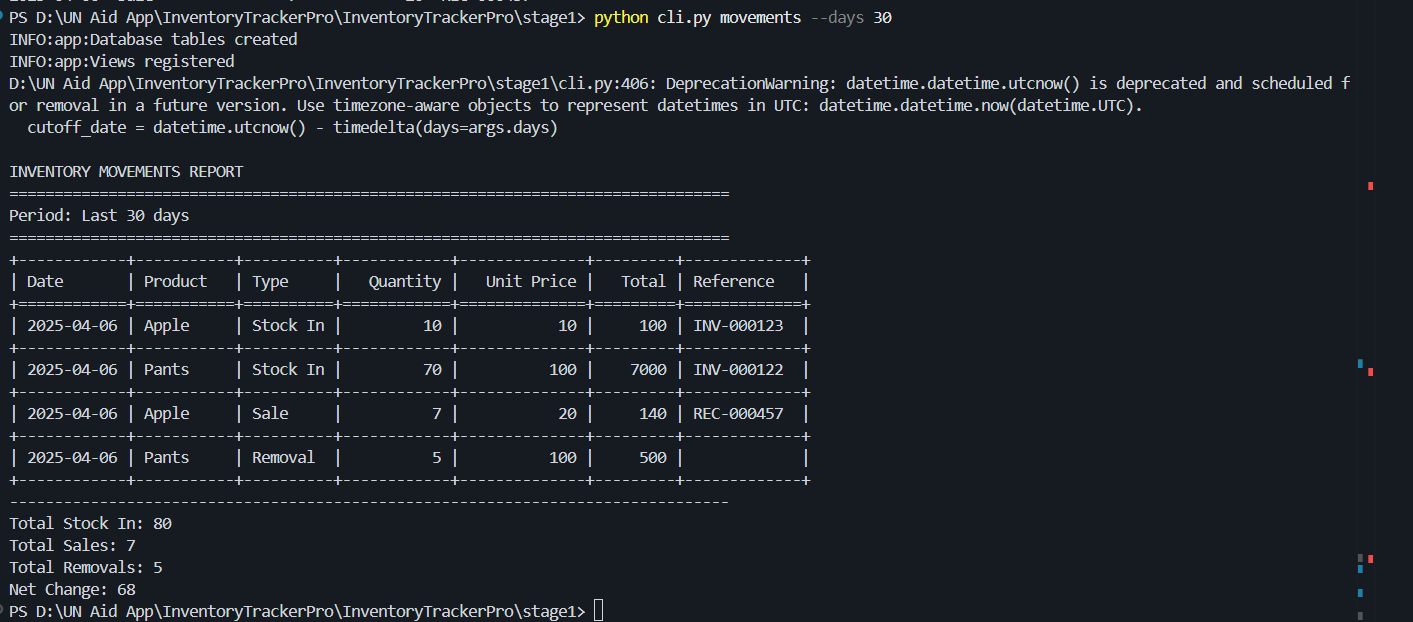 PS D:\UN Aid App\InventoryTrackerPro\InventoryTrackerPro\stage1> python cli.py movements --days 30
INFO:app:Database tables created
INFO:app:Views registered
D:\UN Aid App\InventoryTrackerPro\InventoryTrackerPro\stage1\cli.py:406: DeprecationWarning: datetime.datetime.utcnow() is deprecated and scheduled f
or removal in a future version. Use timezone-aware objects to represent datetimes in UTC: datetime.datetime.now(datetime.UTC).
  cutoff_date = datetime.utcnow() - timedelta(days=args.days)

INVENTORY MOVEMENTS REPORT
================================================================================
Period: Last 30 days
================================================================================
+------------+-----------+----------+------------+--------------+---------+-------------+
| Date       | Product   | Type     |   Quantity |   Unit Price |   Total | Reference   |
+============+===========+==========+============+==============+=========+=============+
| 2025-04-06 | Apple     | Stock In |         10 |           10 |     100 | INV-000123  |
+------------+-----------+----------+------------+--------------+---------+-------------+
| 2025-04-06 | Pants     | Stock In |         70 |          100 |    7000 | INV-000122  |
+------------+-----------+----------+------------+--------------+---------+-------------+
| 2025-04-06 | Apple     | Sale     |          7 |           20 |     140 | REC-000457  |
+------------+-----------+----------+------------+--------------+---------+-------------+
| 2025-04-06 | Pants     | Removal  |          5 |          100 |     500 |             |
+------------+-----------+----------+------------+--------------+---------+-------------+
--------------------------------------------------------------------------------
Total Stock In: 80
Total Sales: 7
Total Removals: 5
Net Change: 68
PS D:\UN Aid App\InventoryTrackerPro\InventoryTrackerPro\stage1>